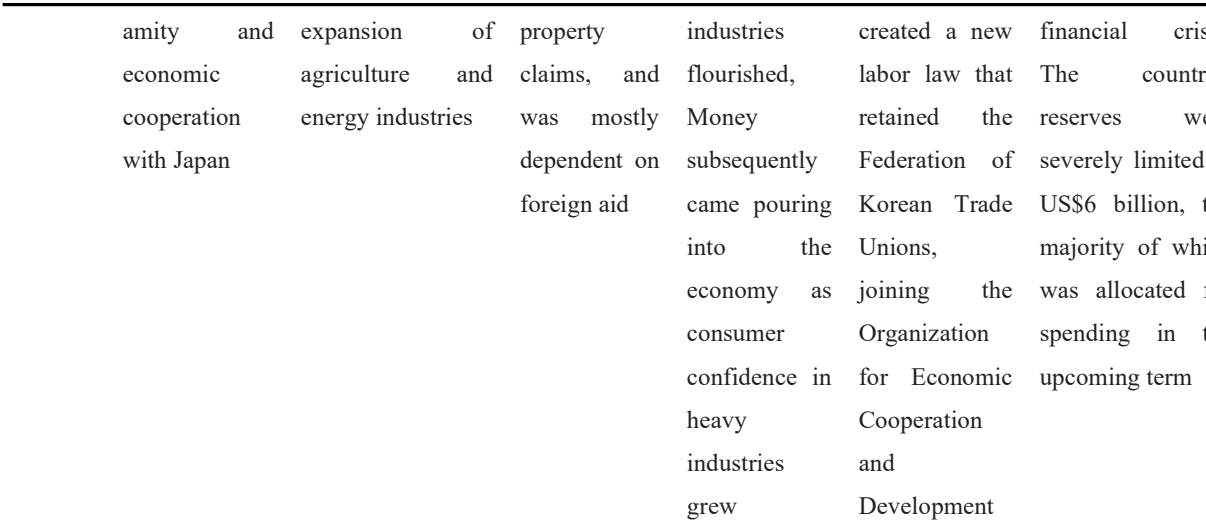 amity and
economic
cooperation
with Japan
expansion of
agriculture and
energy industries
property
claims, and
was mostly
dependent on
foreign aid
industries
flourished,
Money
subsequently
came pouring
into the
economy as
consumer
confidence in
heavy
industries
grew
created a new
labor law that
retained the
Federation of
Korean Trade
Unions,
joining the
Organization
for Economic
Cooperation
and
Development
financial
The
reserves
severely limited
US$6 billion,
majority of
was allocated
spending in
upcoming term